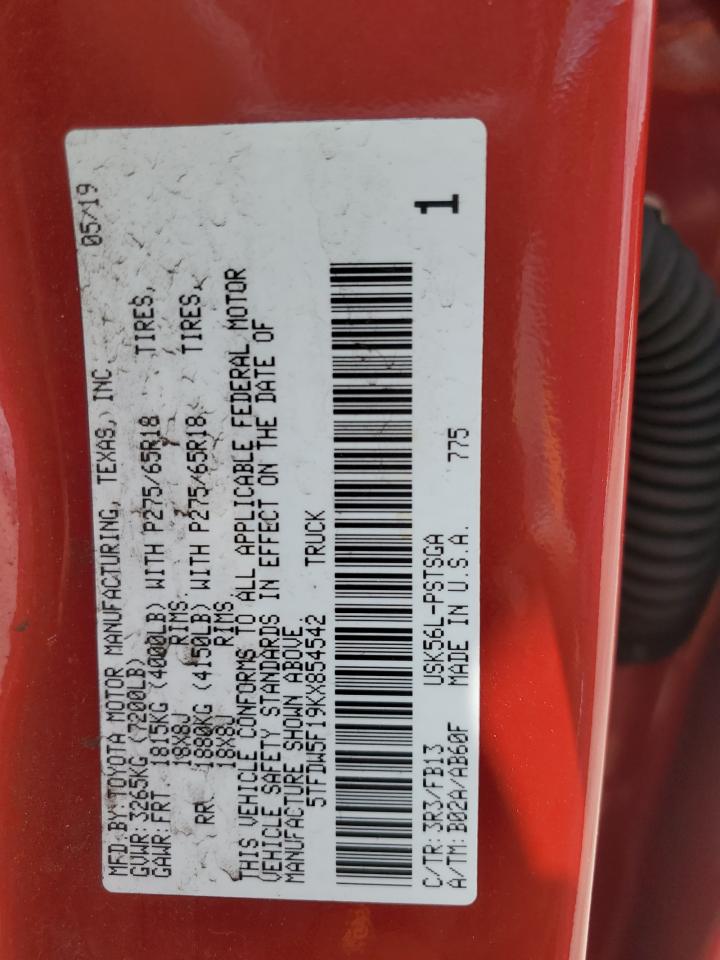 MFD BY: TOYOTA MOTOR MANUFACTURING, TEXAS, INC. 05/19
GVWR: 3265KG (7200LB)
GAWR: FRT. 1815KG (4000LB) WITH P275/65R18 TIRES,
18X8J RIMS,
RR. 1880KG (4150LB) WITH P275/65R18 TIRES,
18X8J RIMS
THIS VEHICLE CONFORMS TO ALL APPLICABLE FEDERAL MOTOR
VEHICLE SAFETY STANDARDS IN EFFECT ON THE DATE OF
MANUFACTURE SHOWN ABOVE.
5TFDW5F19KX854542 TRUCK
C/TR: 3R3/FB13 USK56L-PSTSGA
A/TM: B02A/AB60F MADE IN U.S.A. 775
1